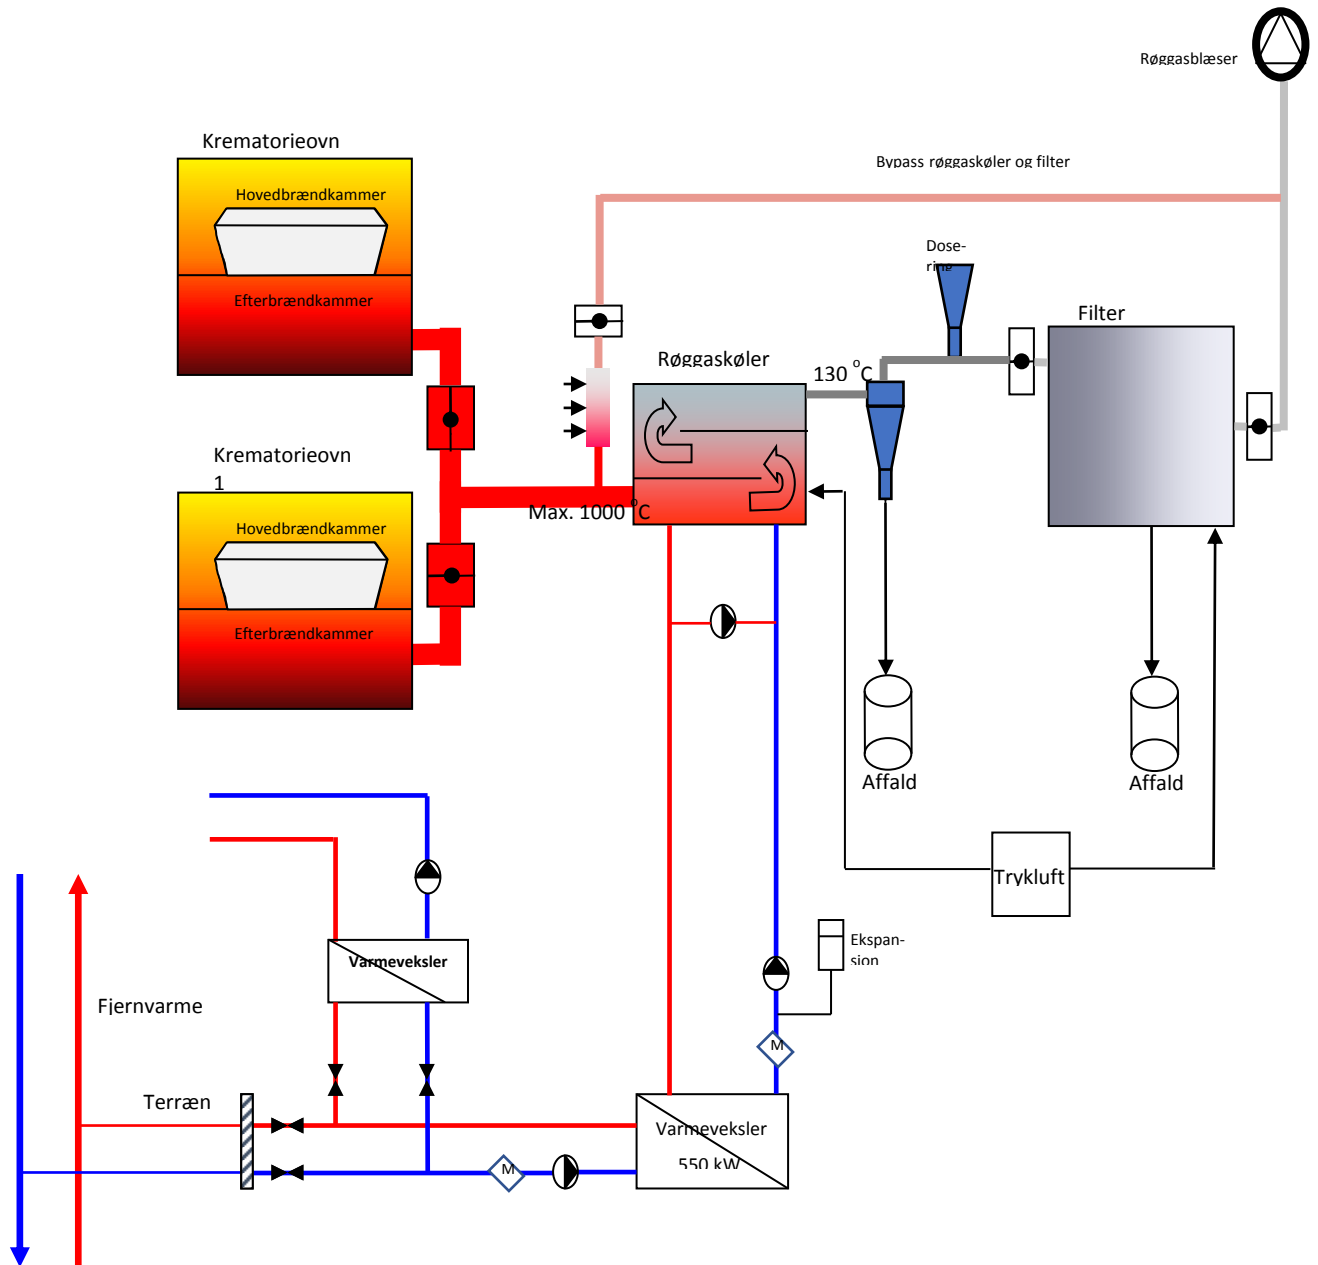 Røggasblæser
Krematorieovn
Bypass røggaskøler og filter
Hovedbrændkammer
Dose-
ring
Efterbrændkammer
Filter
Røggaskøler
130 °C
Krematorieovn
1
Max. 1000 °C
Hovedbrændkammer
Efterbrændkammer
Affald
Affald
Trykluft
Ekspan-
sion
Varmeveksler
Fjernvarme
M
Terræn
Varmeveksler
550 kW
M